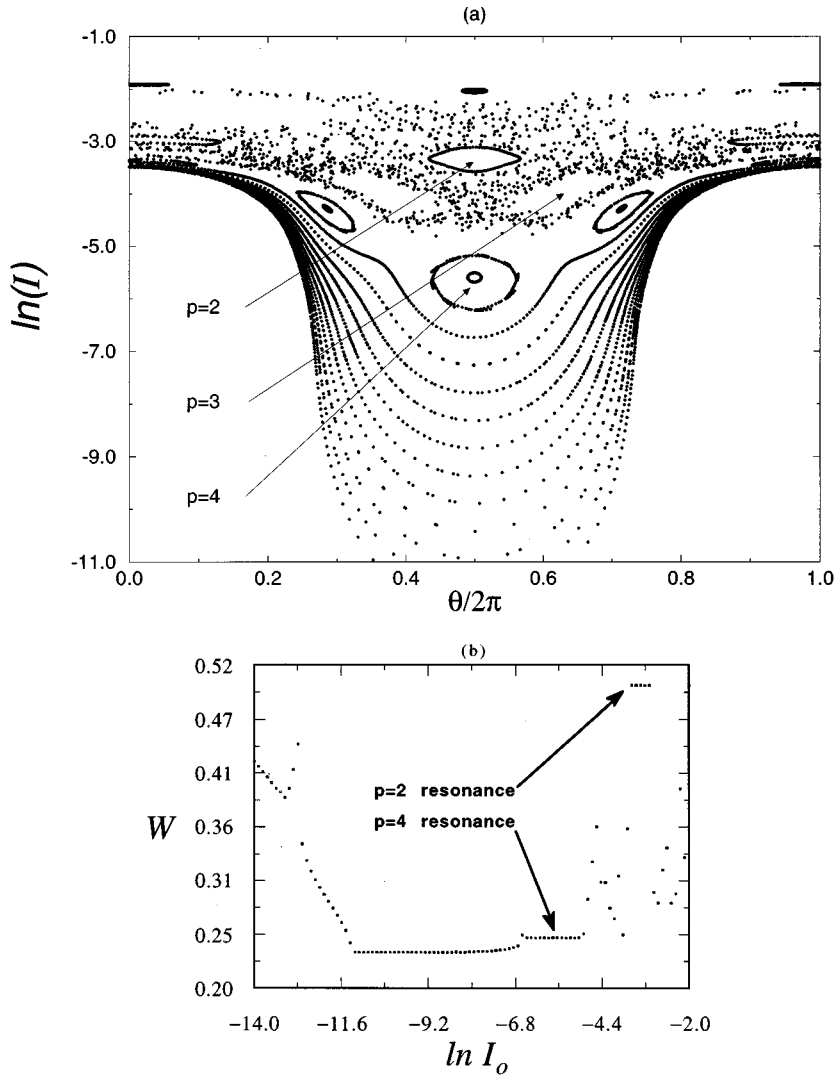 (a)
-1.0
-3.0
-5.0
-7.0
-9.0
-11.0
ln(I)
p=2
p=3
p=4
0.0 0.2 0.4 0.6 0.8 1.0
θ/2π
(b)
0.52
0.47
0.41
0.36
0.31
0.25
0.20
W
p=2 resonance
p=4 resonance
−14.0 −11.6 −9.2 −6.8 −4.4 −2.0
ln Iₒ